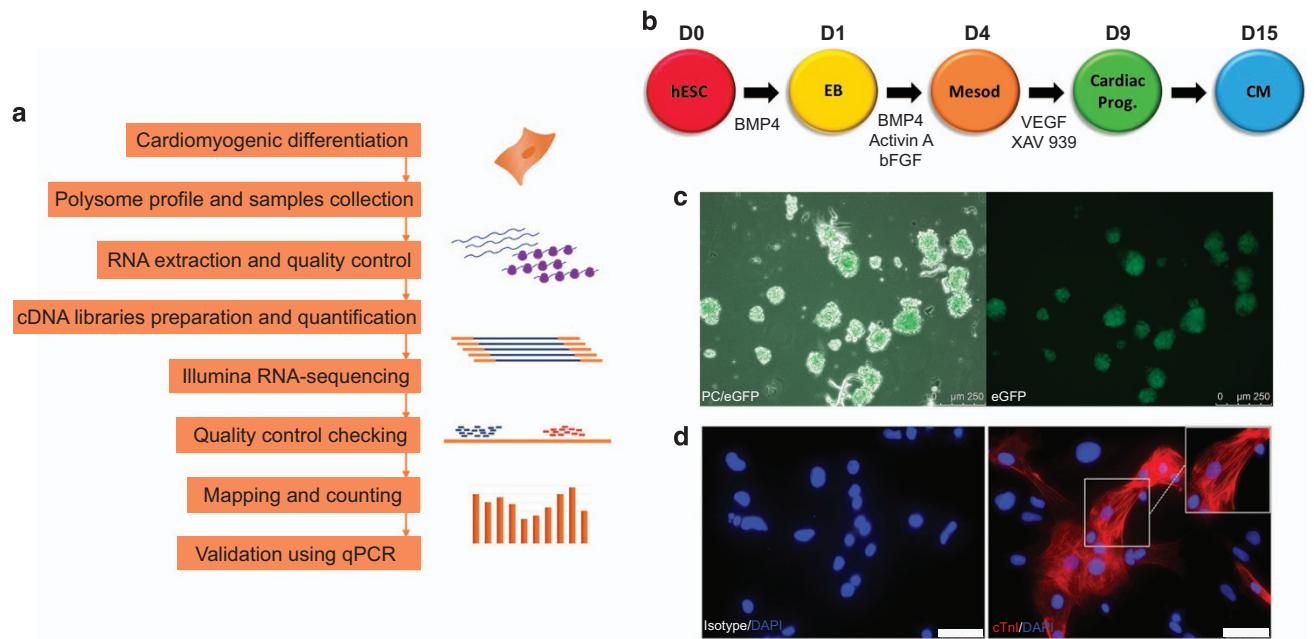 a
Cardiomyogenic differentiation
Polysome profile and samples collection
RNA extraction and quality control
cDNA libraries preparation and quantification
Illumina RNA-sequencing
Quality control checking
Mapping and counting
Validation using qPCR
b
D0 D1 D4 D9 D15
hESC EB Mesod Cardiac Prog. CM
BMP4
BMP4
Activin A
bFGF
VEGF
XAV 939
c
PC/eGFP
0 µm 250
eGFP
0 µm 250
d
Isotype/DAPI
cTnI/DAPI